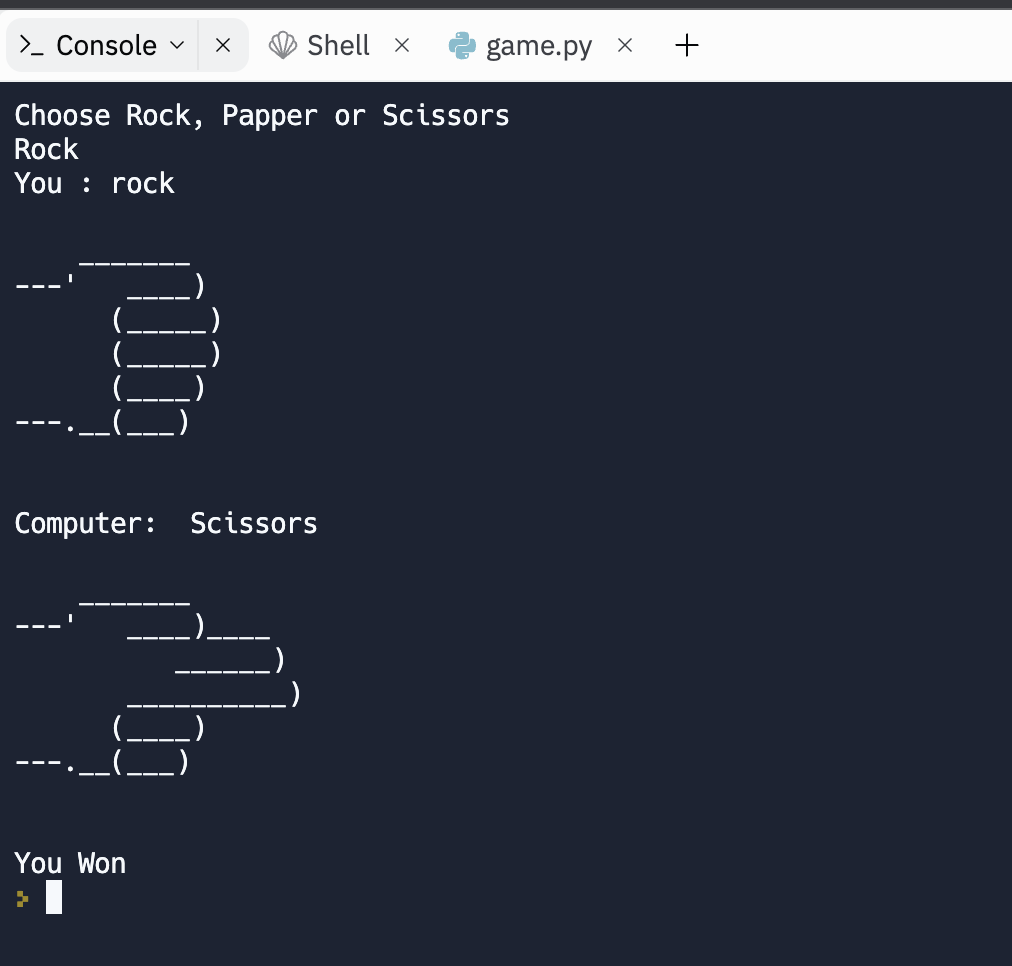 >_ Console Shell game.py
Choose Rock, Papper or Scissors
Rock
You : rock
    _______
---'   ____)
      (_____)
      (_____)
      (____)
---.__(___)
Computer:  Scissors
    _______
---'   ____)____
          ______)
       __________)
      (____)
---.__(___)
You Won